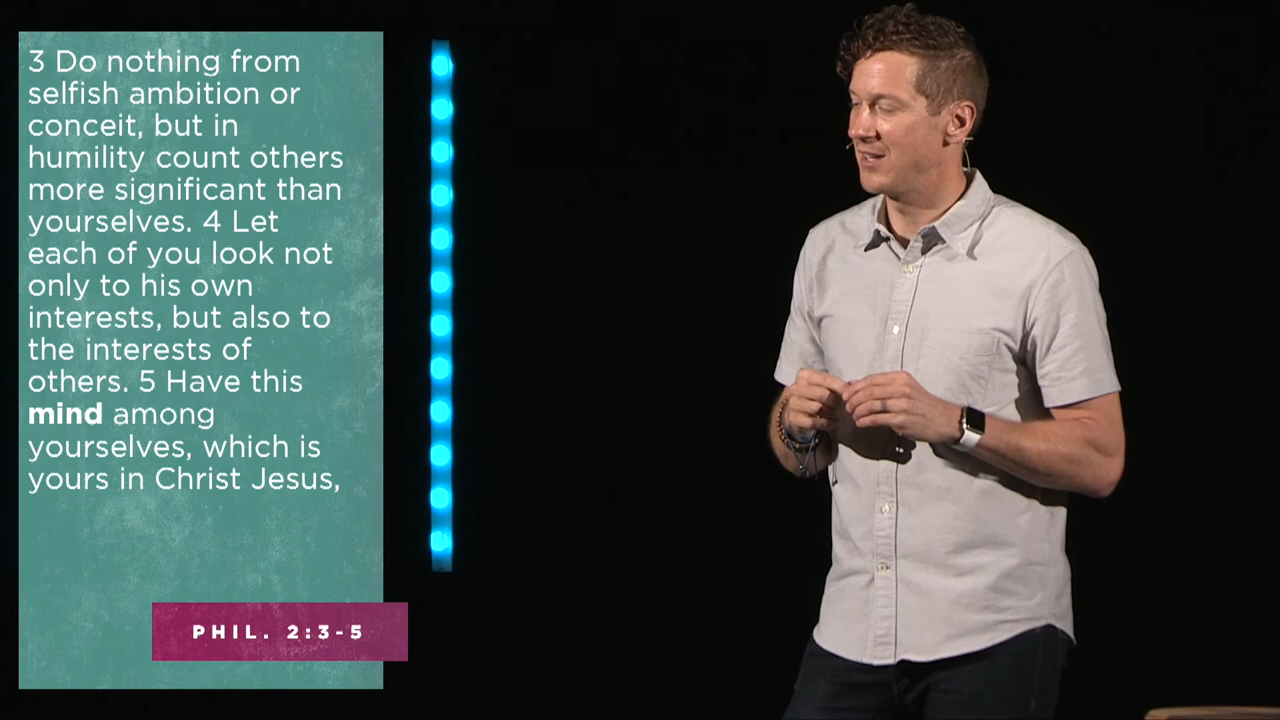 3 Do nothing from
selfish ambition or
conceit, but in
humility count others
more significant than
yourselves. 4 Let
each of you look not
only to his own
interests, but also to
the interests of
others. 5 Have this
mind among
yourselves, which is
yours in Christ Jesus,
PHIL. 2:3-5